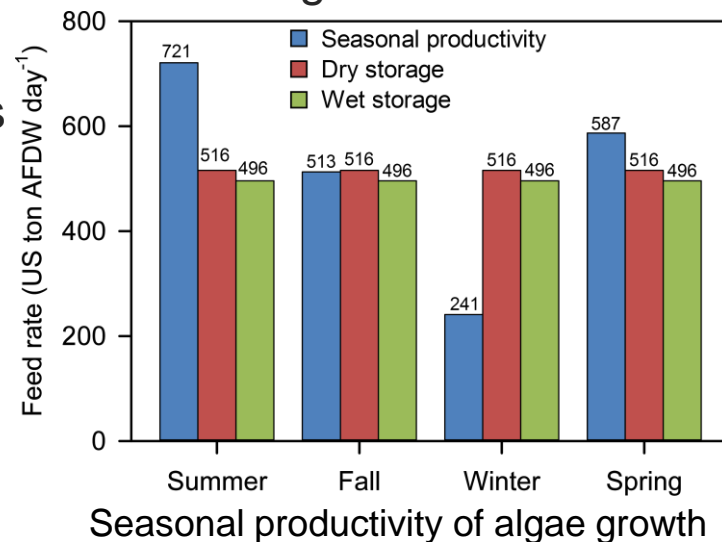 800
600
400
200
0
Feed rate (US ton AFDW day-1)
Seasonal productivity
Dry storage
Wet storage
721
516
496
513
516
496
241
516
496
587
516
496
Summer
Fall
Winter
Spring
Seasonal productivity of algae growth